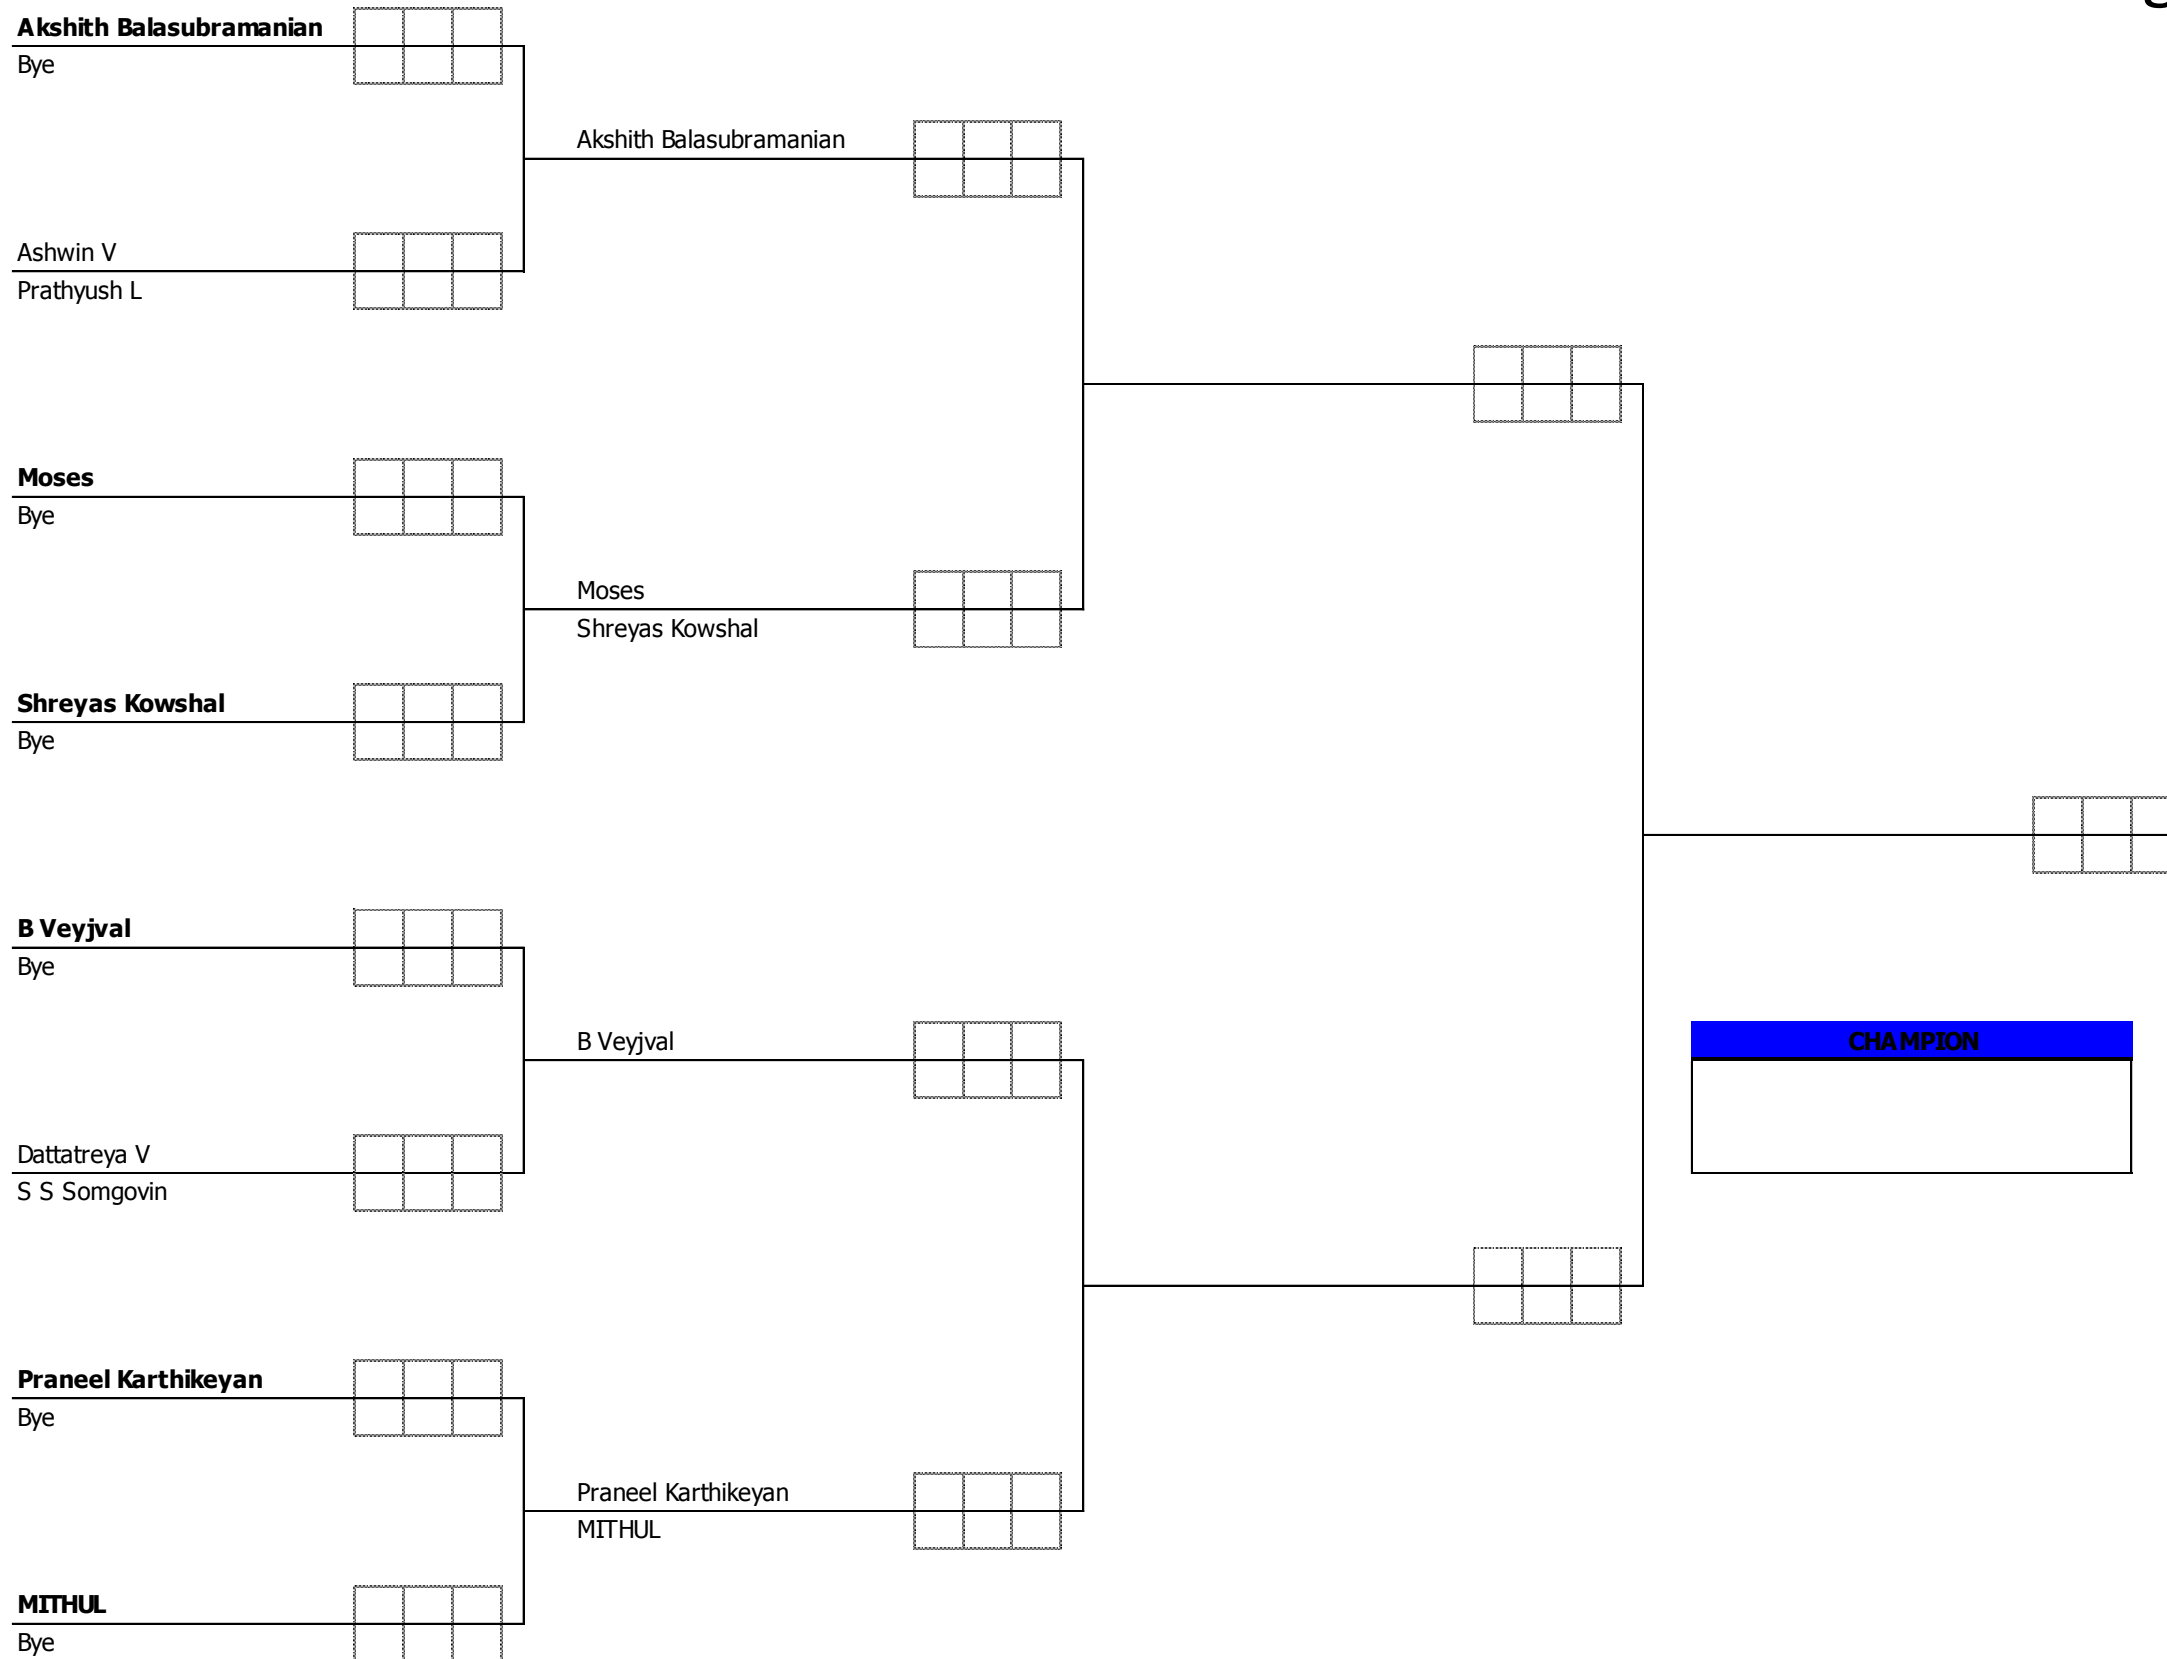 Akshith Balasubramanian
Bye
Akshith Balasubramanian
Ashwin V
Prathyush L
Moses
Bye
Moses
Shreyas Kowshal
Shreyas Kowshal
Bye
B Veyjval
Bye
B Veyjval
CHAMPION
Dattatreya V
S S Somgovin
Praneel Karthikeyan
Bye
Praneel Karthikeyan
MITHUL
MITHUL
Bye